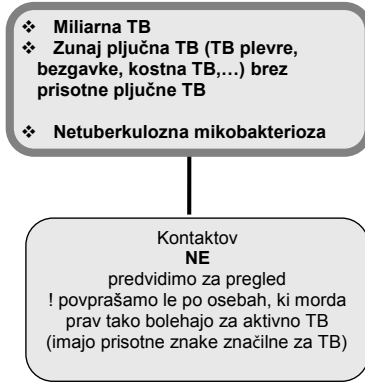 ❖ Miliarna TB
❖ Zunaj pljučna TB (TB plevre,
bezgavke, kostna TB,…) brez
prisotne pljučne TB
❖ Netuberkulozna mikobakterioza
Kontaktov
NE
predvidimo za pregled
! povprašamo le po osebah, ki morda
prav tako bolehajo za aktivno TB
(imajo prisotne znake značilne za TB)